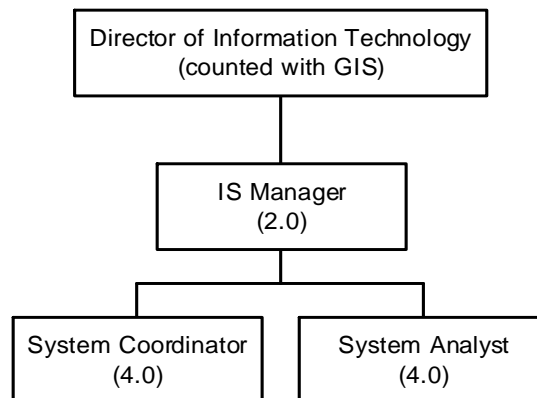 Director of Information Technology
(counted with GIS)
IS Manager
(2.0)
System Coordinator
(4.0)
System Analyst
(4.0)